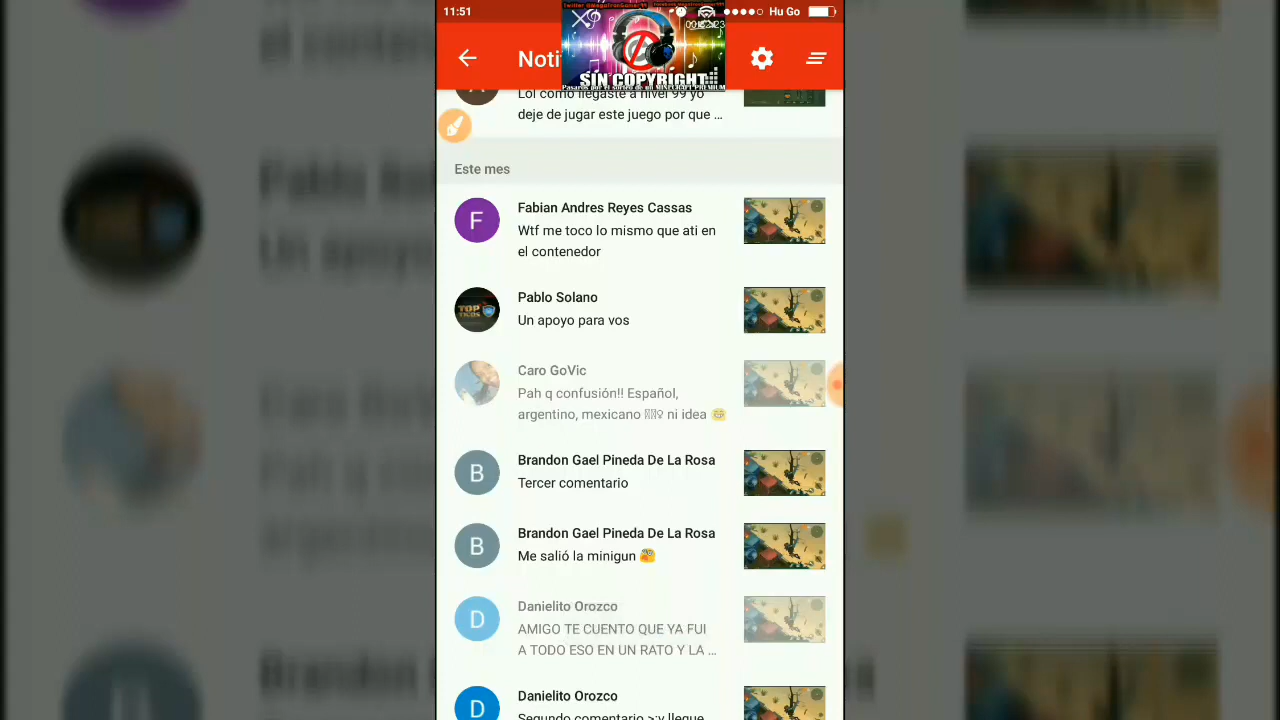 11:51
Hu Go
SIN COPYRIGHT
Lol como llegaste a nivel 99 yo
deje de jugar este juego por que …
Este mes
Fabian Andres Reyes Cassas
Wtf me toco lo mismo que ati en
el contenedor
Pablo Solano
Un apoyo para vos
Caro GoVic
Pah q confusión!! Español,
argentino, mexicano ni idea 😁
Brandon Gael Pineda De La Rosa
Tercer comentario
Brandon Gael Pineda De La Rosa
Me salió la minigun
Danielito Orozco
AMIGO TE CUENTO QUE YA FUI
A TODO ESO EN UN RATO Y LA …
Danielito Orozco
Segundo comentario >:v llegue